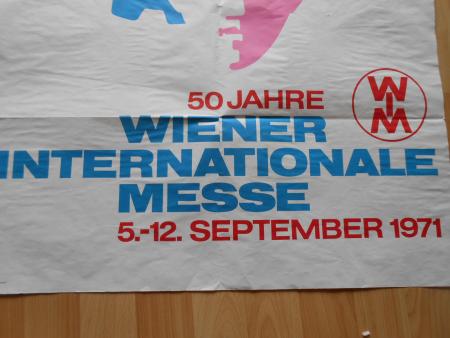 50 JAHRE
WIM
WIENER
INTERNATIONALE
MESSE
5.-12. SEPTEMBER 1971